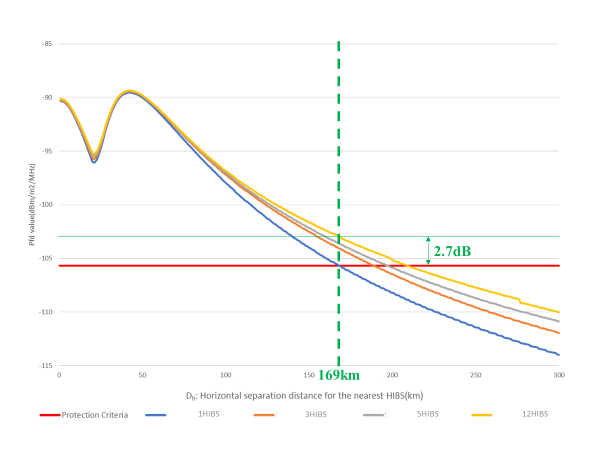 -85
-90
-95
-100
-105
-110
-115
Pfd value(dBm/m2/MHz)
2.7dB
169km
0 50 100 150 200 250 300
Dh: Horizontal separation distance for the nearest HIBS(km)
Protection Criteria 1HIBS : 3HIBS : 5HIBS 12HIBS